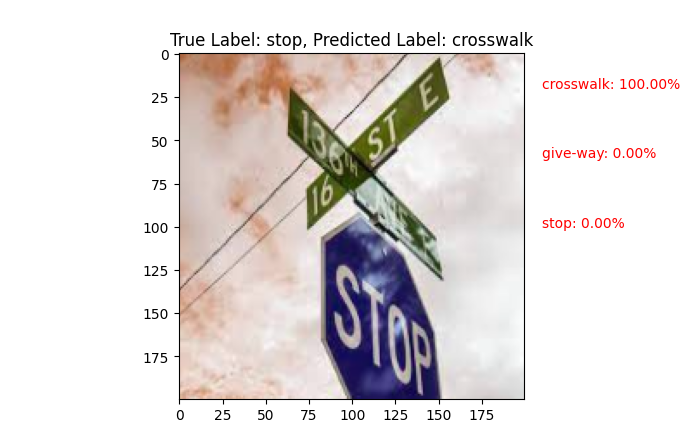 True Label: stop, Predicted Label: crosswalk
0
25
50
75
100
125
150
175
0 25 50 75 100 125 150 175
crosswalk: 100.00%
give-way: 0.00%
stop: 0.00%
136th
16 ST E
AVE
STOP